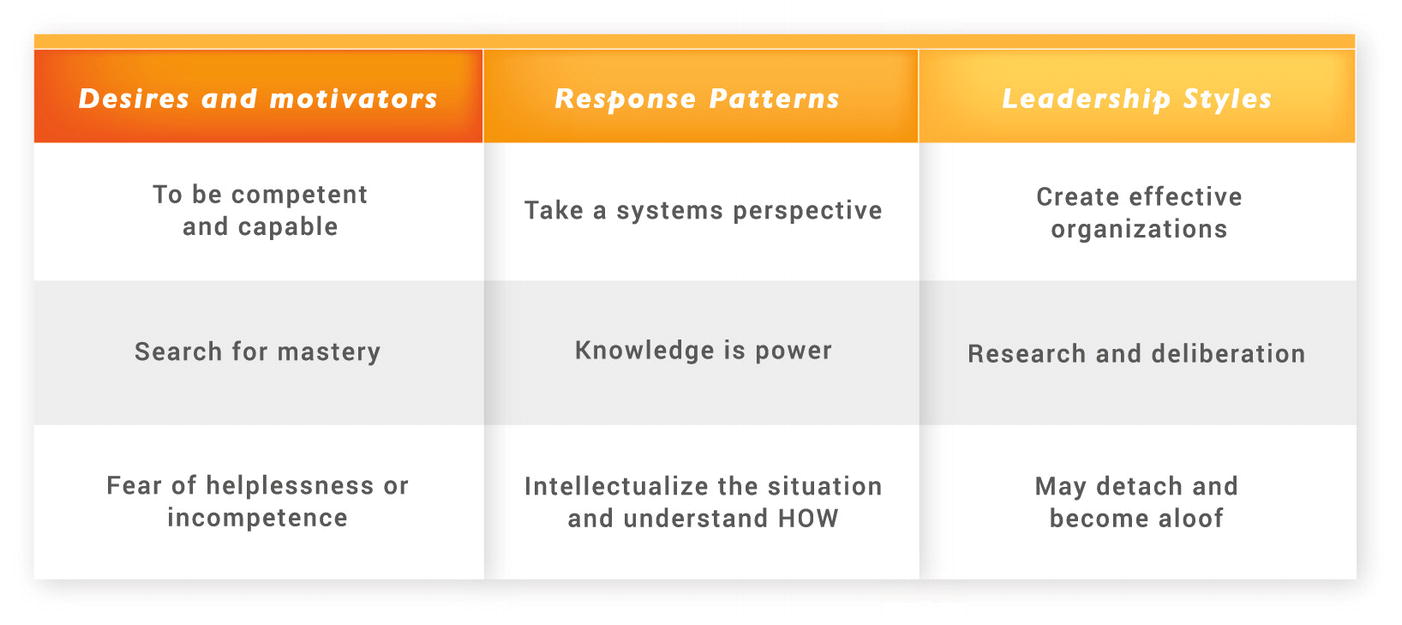 Desires and motivators
Response Patterns
Leadership Styles
To be competent
and capable
Take a systems perspective
Create effective
organizations
Search for mastery
Knowledge is power
Research and deliberation
Fear of helplessness or
incompetence
Intellectualize the situation
and understand HOW
May detach and
become aloof